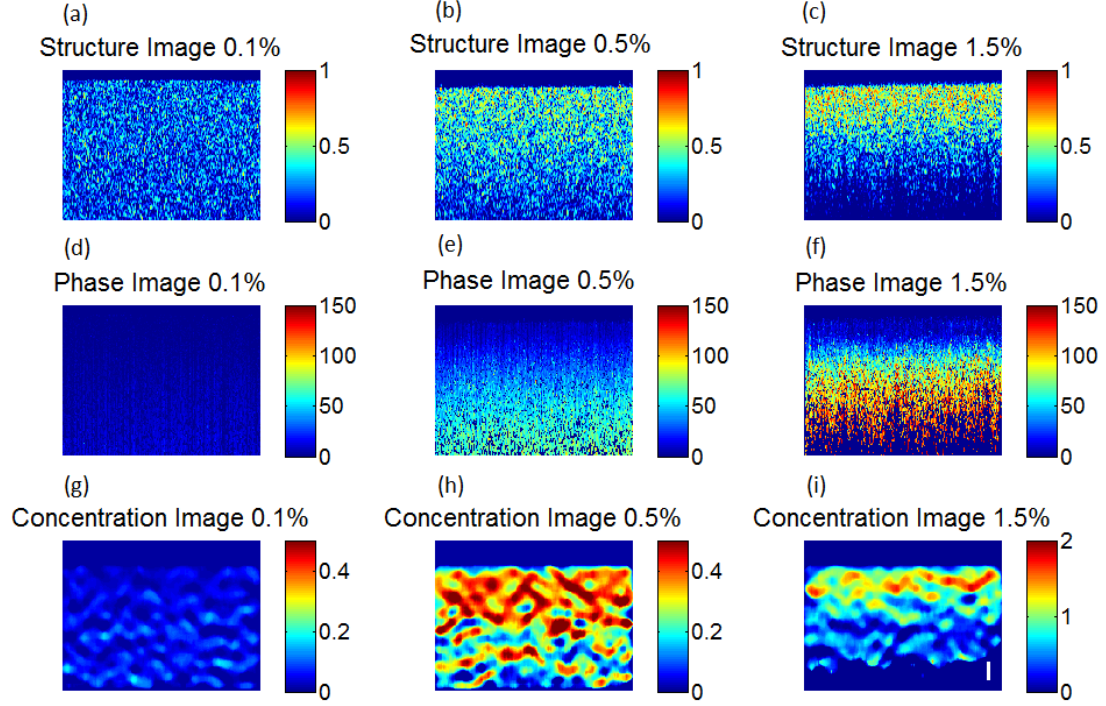 (a) (b) (c)
Structure Image 0.1% Structure Image 0.5% Structure Image 1.5%
1 1 1
0.5 0.5 0.5
0 0 0
(d) (e) (f)
Phase Image 0.1% Phase Image 0.5% Phase Image 1.5%
150 150 150
100 100 100
50 50 50
0 0 0
(g) (h) (i)
Concentration Image 0.1% Concentration Image 0.5% Concentration Image 1.5%
2
0.4 0.4
0.2 0.2 1
0 0 0